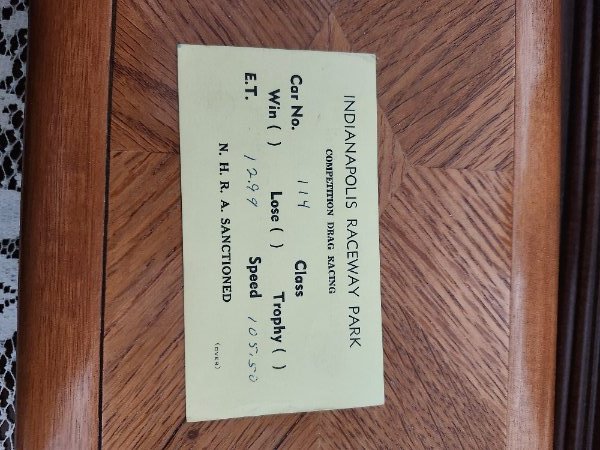 INDIANAPOLIS RACEWAY PARK
COMPETITION DRAG RACING
Car No. 114 Class
Win ( ) Lose ( ) Trophy ( )
E.T. 12.99 Speed 105.50
N. H. R. A. SANCTIONED
(OVER)